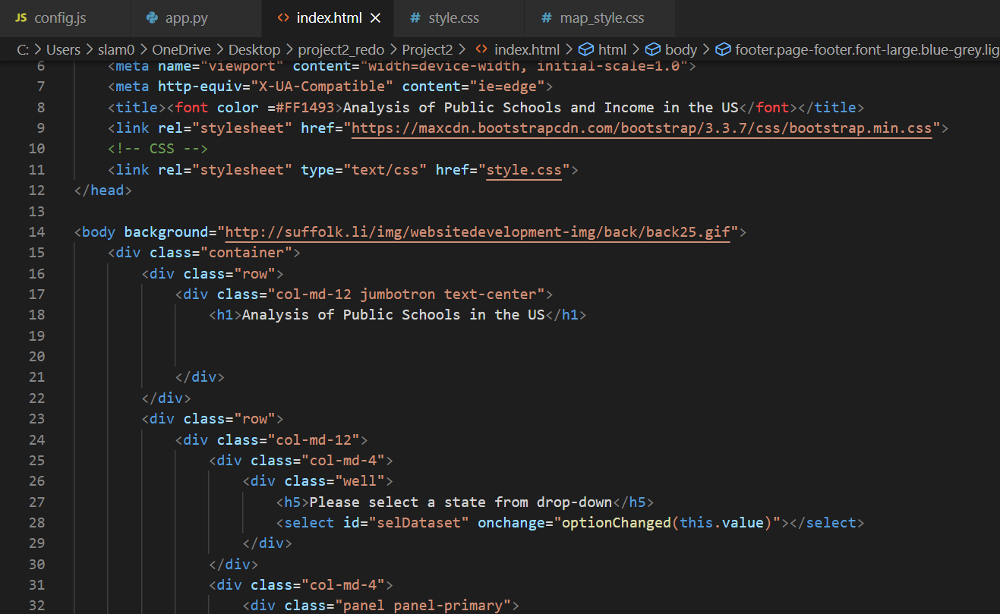 JS config.js app.py <> index.html × # style.css # map_style.css
C: > Users > slam0 > OneDrive > Desktop > project2_redo > Project2 > <> index.html > html > body > footer.page-footer.font-large.blue-grey.lig
6 <meta name="viewport" content="width=device-width, initial-scale=1.0">
7 <meta http-equiv="X-UA-Compatible" content="ie=edge">
8 <title><font color =#FF1493>Analysis of Public Schools and Income in the US</font></title>
9 <link rel="stylesheet" href="https://maxcdn.bootstrapcdn.com/bootstrap/3.3.7/css/bootstrap.min.css">
10 <!-- CSS -->
11 <link rel="stylesheet" type="text/css" href="style.css">
12 </head>
13
14 <body background="http://suffolk.li/img/websitedevelopment-img/back/back25.gif">
15 <div class="container">
16 <div class="row">
17 <div class="col-md-12 jumbotron text-center">
18 <h1>Analysis of Public Schools in the US</h1>
19
20
21 </div>
22 </div>
23 <div class="row">
24 <div class="col-md-12">
25 <div class="col-md-4">
26 <div class="well">
27 <h5>Please select a state from drop-down</h5>
28 <select id="selDataset" onchange="optionChanged(this.value)"></select>
29 </div>
30 </div>
31 <div class="col-md-4">
32 <div class="panel panel-primary">